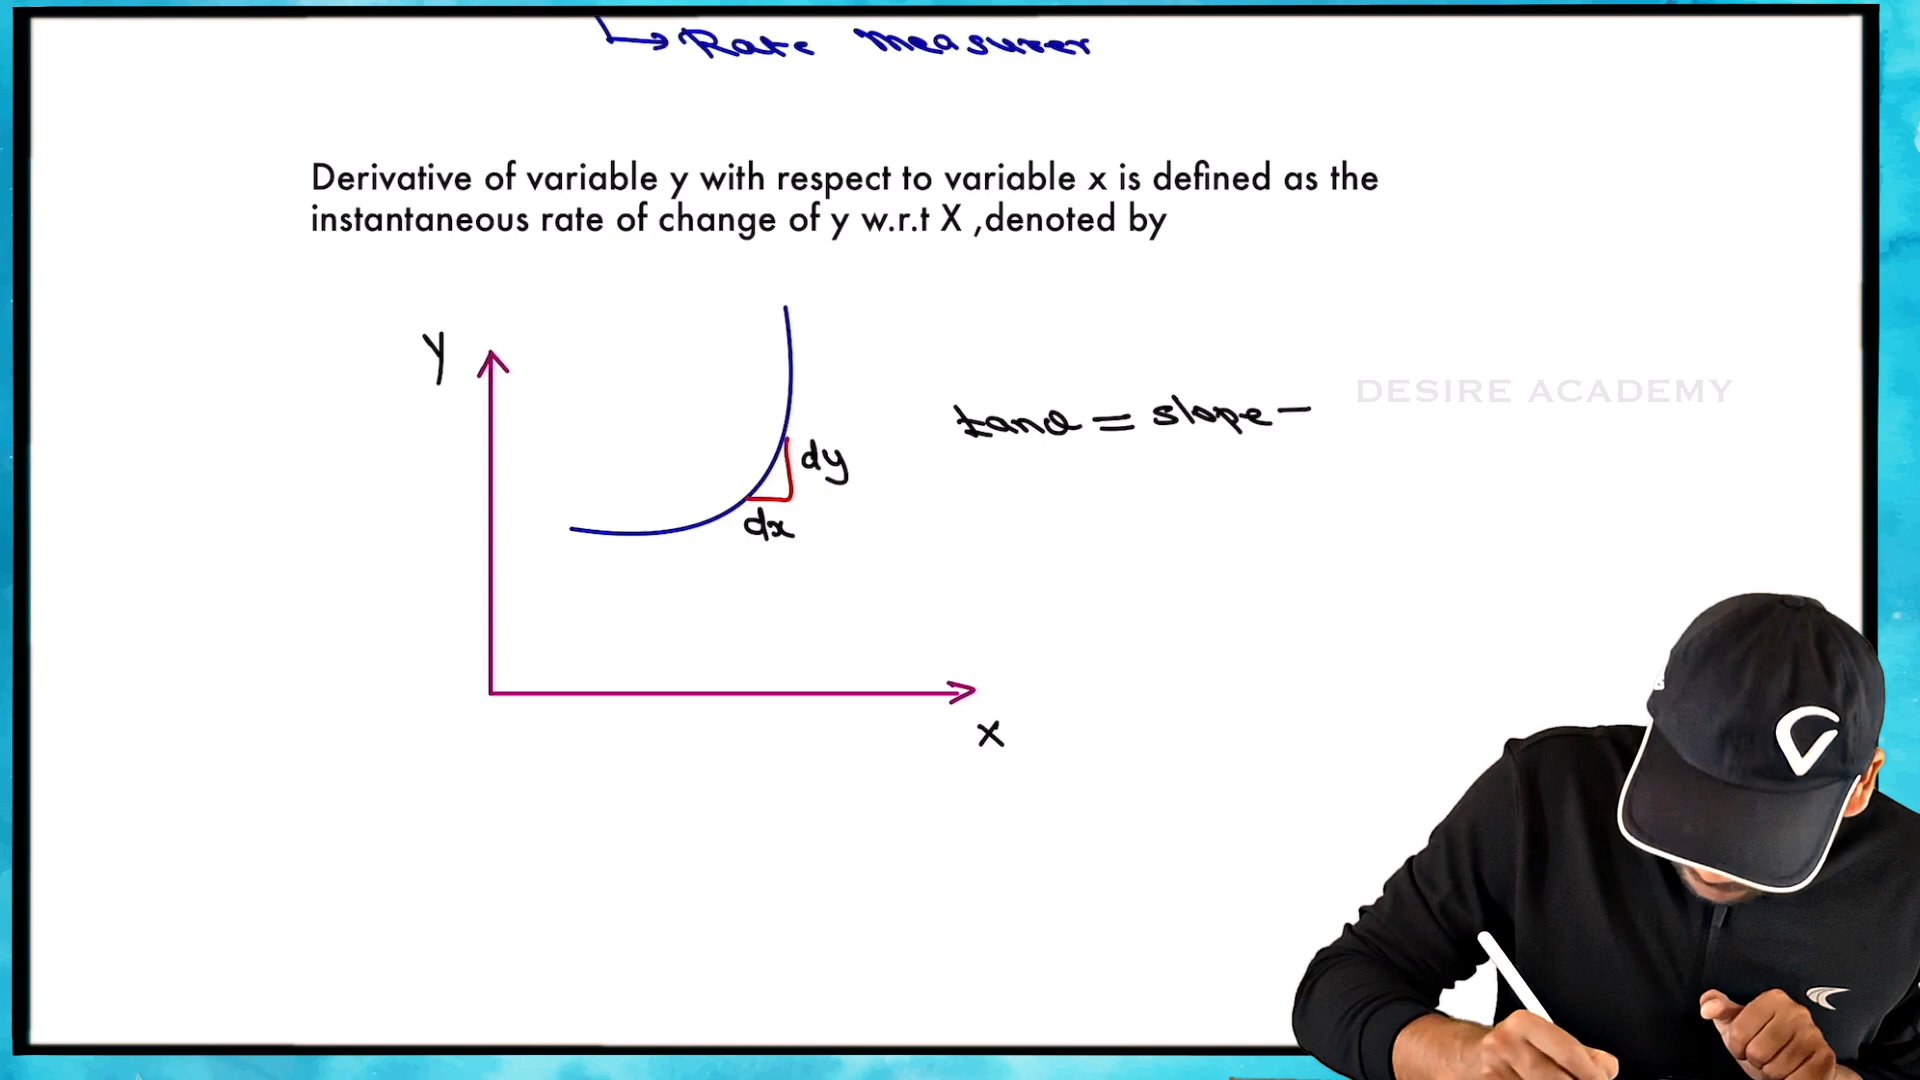 Rate measurer
Derivative of variable y with respect to variable x is defined as the
instantaneous rate of change of y w.r.t X ,denoted by
y
DESIRE ACADEMY
tanθ = slope –
dy
dx
x